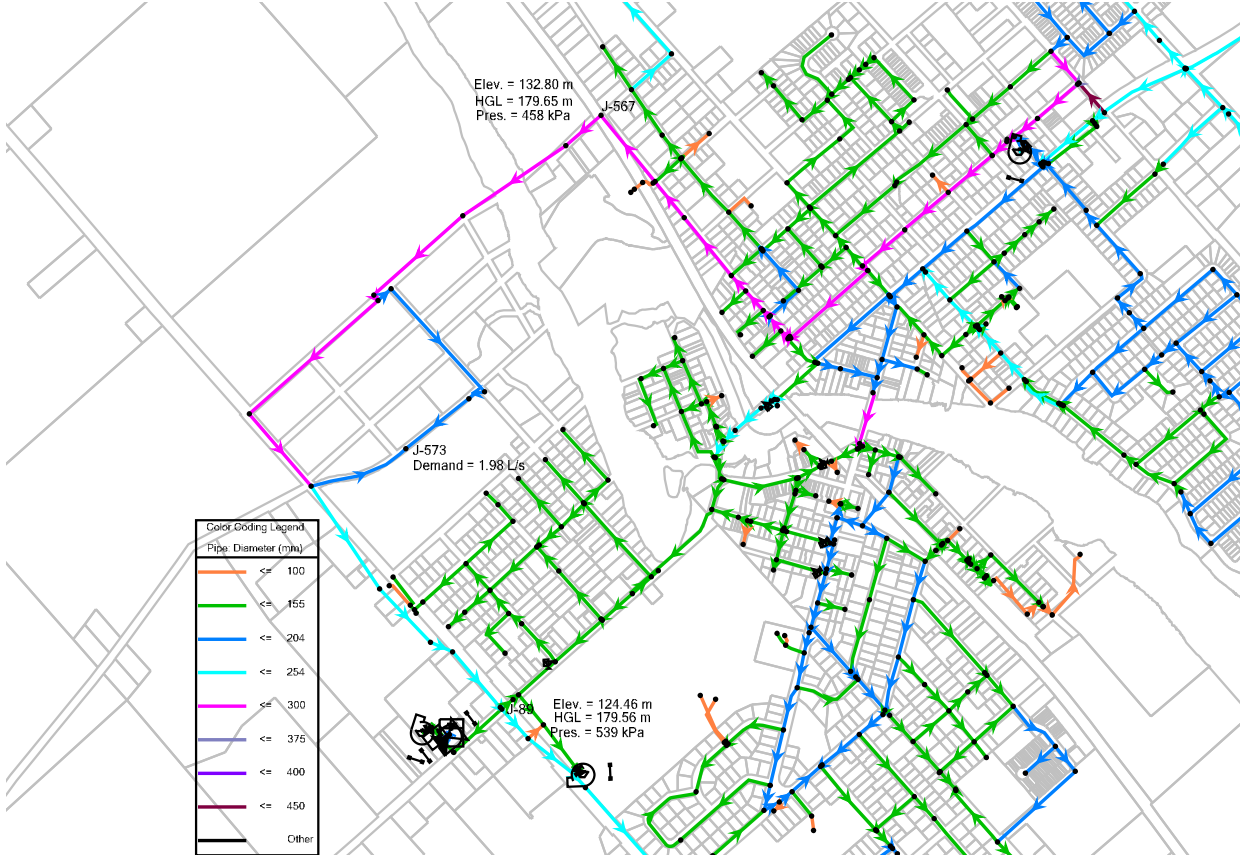 Elev. = 132.80 m
HGL = 179.65 m
Pres. = 458 kPa
J-567
J-573
Demand = 1.98 L/s
Color Coding Legend
Pipe: Diameter (mm)
<= 100
<= 155
<= 204
<= 254
<= 300
<= 375
<= 400
<= 450
Other
J-89
Elev. = 124.46 m
HGL = 179.56 m
Pres. = 539 kPa